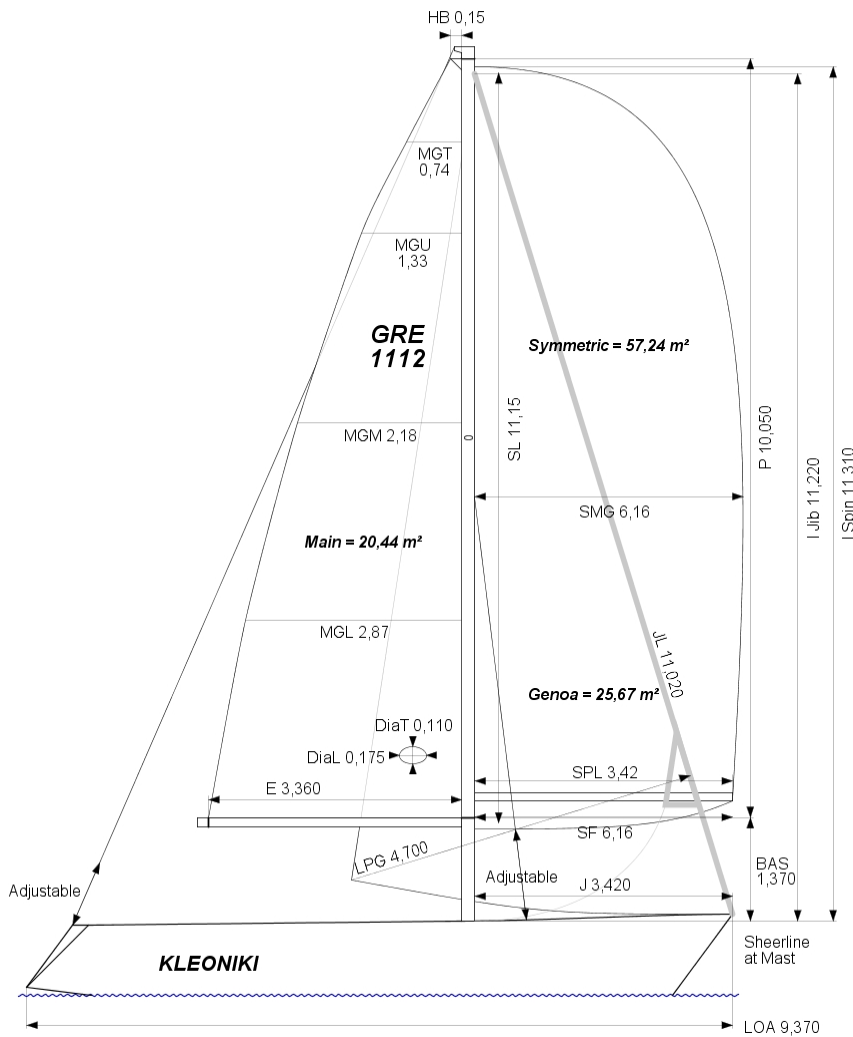 HB 0,15
MGT
0,74
MGU
1,33
GRE
1112
Symmetric = 57,24 m²
SL 11,15
P 10,050
I Jib 11,220
I Spin 11,310
MGM 2,18
0
SMG 6,16
Main = 20,44 m²
MGL 2,87
JL 11,020
Genoa = 25,67 m²
DiaT 0,110
DiaL 0,175
SPL 3,42
E 3,360
SF 6,16
LPG 4,700
BAS
1,370
Adjustable
Adjustable
J 3,420
KLEONIKI
Sheerline
at Mast
LOA 9,370